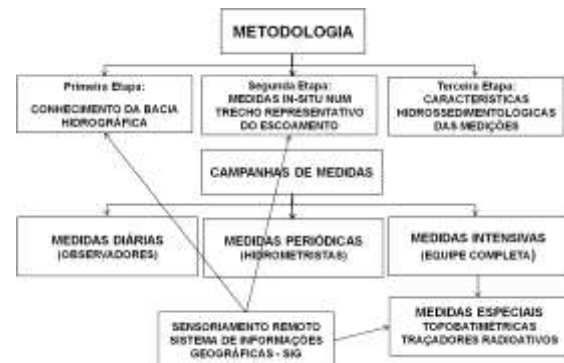 METODOLOGIA
Primeira Etapa:
CONHECIMENTO DA BACIA
HIDROGRÁFICA
Segunda Etapa:
MEDIDAS IN-SITU NUM
TRECHO REPRESENTATIVO
DO ESCOAMENTO
Terceira Etapa:
CARACTERÍSTICAS
HIDROSSEDIMENTOLOGICAS
DAS MEDIÇÕES
CAMPANHAS DE MEDIDAS
MEDIDAS DIÁRIAS
(OBSERVADORES)
MEDIDAS PERIÓDICAS
(HIDROMETRISTAS)
MEDIDAS INTENSIVAS
(EQUIPE COMPLETA)
SENSORIAMENTO REMOTO
SISTEMA DE INFORMAÇÕES
GEOGRÁFICAS - SIG
MEDIDAS ESPECIAIS
TOPOBATIMÉTRICAS
TRAÇADORES RADIOATIVOS